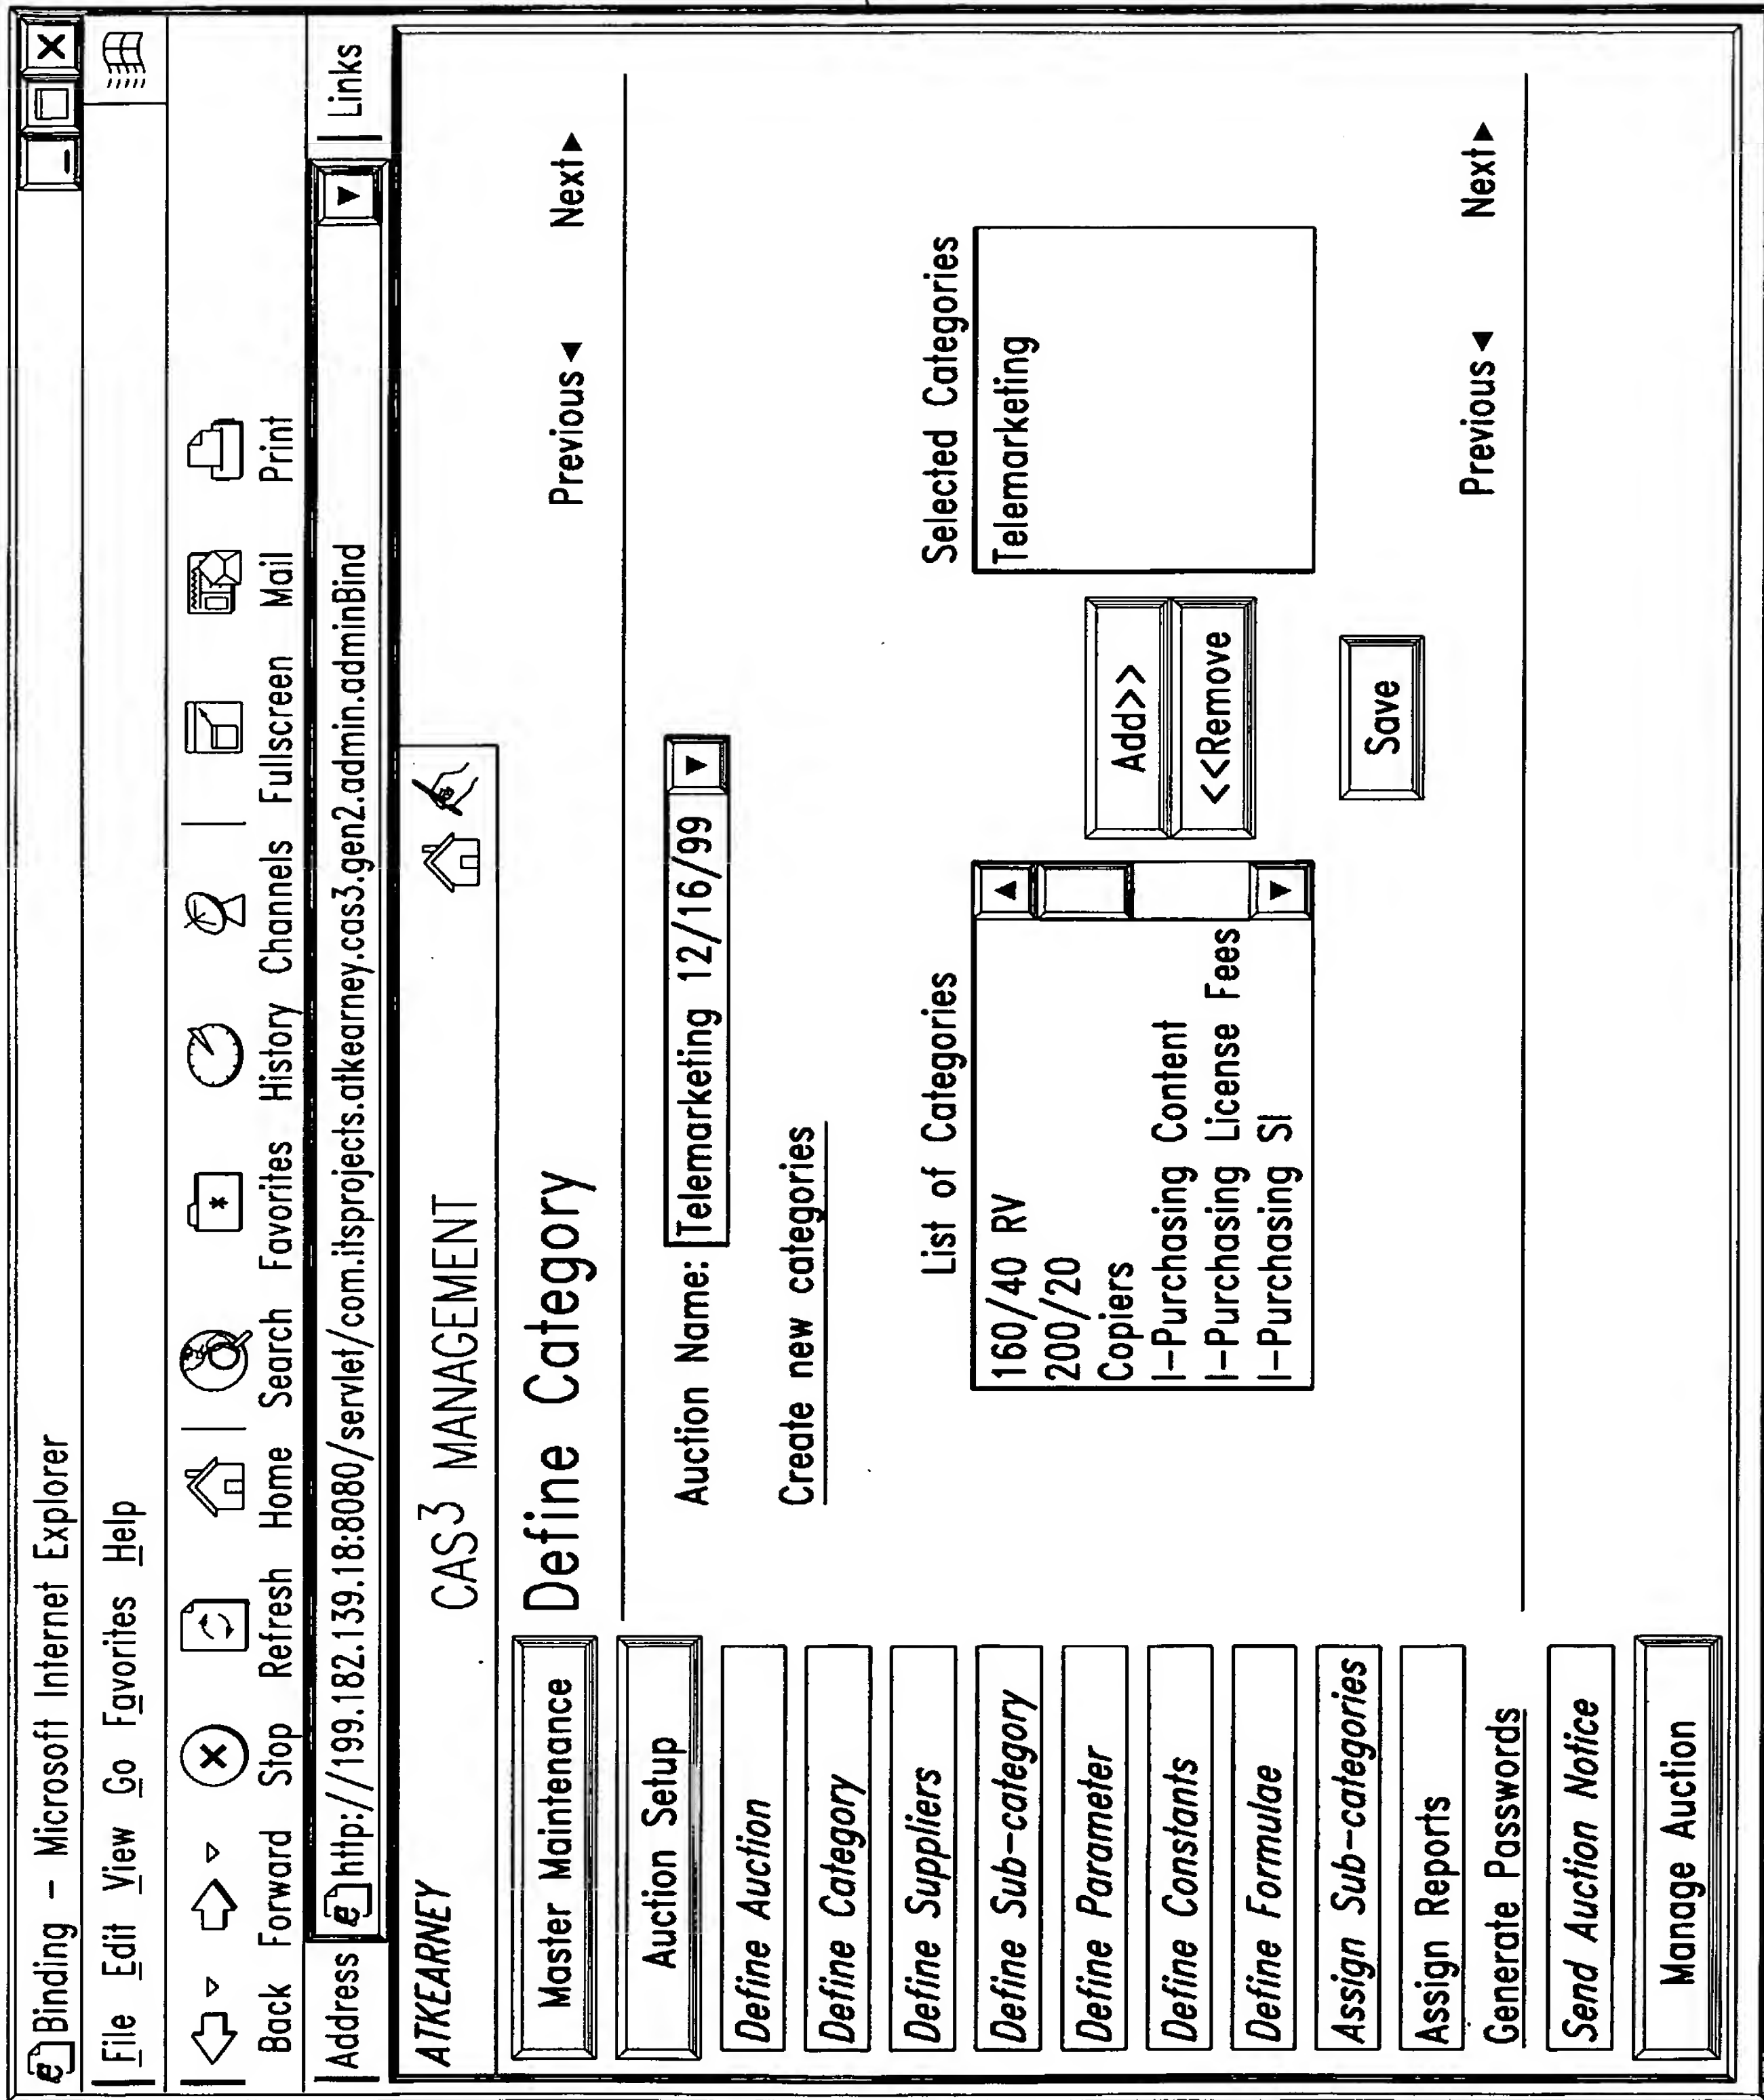 Binding – Microsoft Internet Explorer
File Edit View Go Favorites Help
Back Forward Stop Refresh Home Search Favorites History Channels Fullscreen Mail Print
Address http://199.182.139.18:8080/servlet/com.itsprojects.atkearney.cas3.gen2.admin.adminBind Links
ATKEARNEY
CAS3 MANAGEMENT
Master Maintenance
Auction Setup
Define Auction
Define Category
Define Suppliers
Define Sub-category
Define Parameter
Define Constants
Define Formulae
Assign Sub-categories
Assign Reports
Generate Passwords
Send Auction Notice
Manage Auction
Define Category
Previous◄ Next►
Auction Name: Telemarketing 12/16/99
Create new categories
List of Categories
160/40 RV
200/20
Copiers
I-Purchasing Content
I-Purchasing License Fees
I-Purchasing SI
Add>>
<<Remove
Selected Categories
Telemarketing
Save
Previous◄ Next►